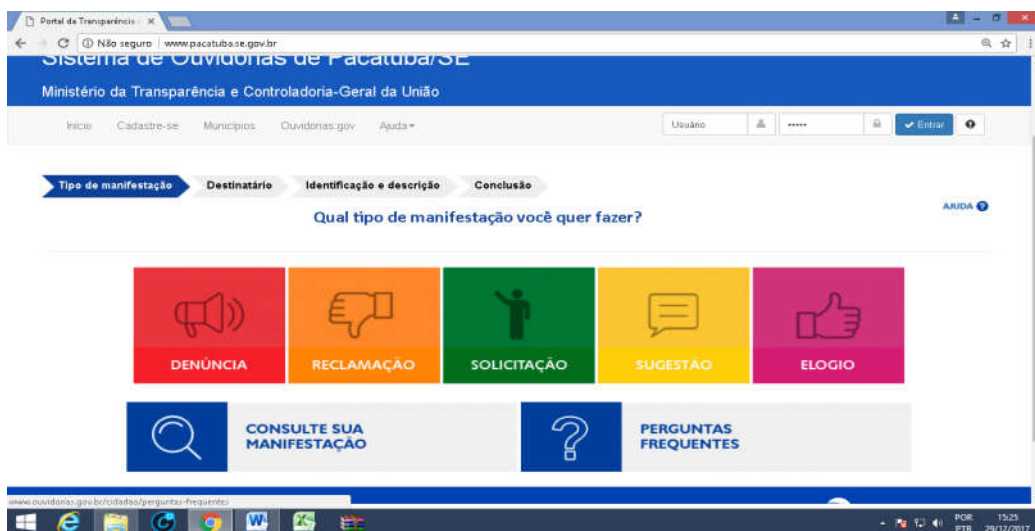 Portal da Transparência
Não seguro | www.pacatuba.se.gov.br
Sistema de Ouvidorias de Pacatuba/SE
Ministério da Transparência e Controladoria-Geral da União
Início Cadastre-se Municípios Ouvidorias.gov Ajuda
Usuário ••••• Entrar
Tipo de manifestação Destinatário Identificação e descrição Conclusão
AJUDA
Qual tipo de manifestação você quer fazer?
DENÚNCIA RECLAMAÇÃO SOLICITAÇÃO SUGESTÃO ELOGIO
CONSULTE SUA
MANIFESTAÇÃO
PERGUNTAS
FREQUENTES
www.ouvidorias.gov.br/cidadao/perguntas-frequentes
POR 15:25
PTB 29/12/2017